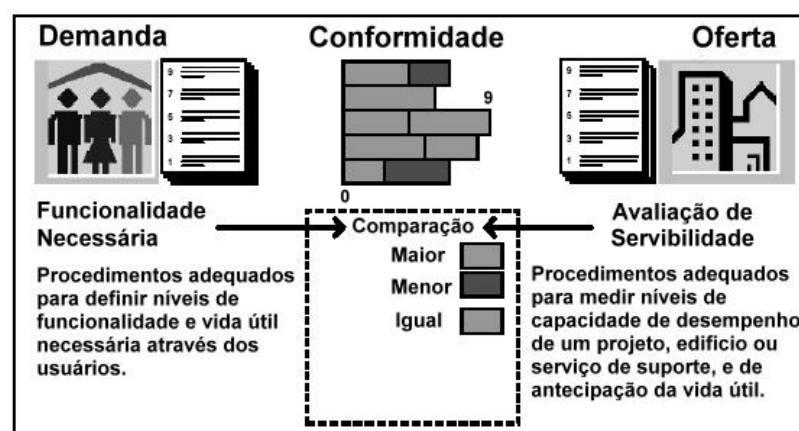 Demanda
Conformidade
Oferta
9
7
5
3
1
9
0
9
7
5
3
1
Funcionalidade
Necessária
Procedimentos adequados
para definir níveis de
funcionalidade e vida útil
necessária através dos
usuários.
Comparação
Maior
Menor
Igual
Avaliação de
Servibilidade
Procedimentos adequados
para medir níveis de
capacidade de desempenho
de um projeto, edificio ou
serviço de suporte, e de
antecipação da vida útil.